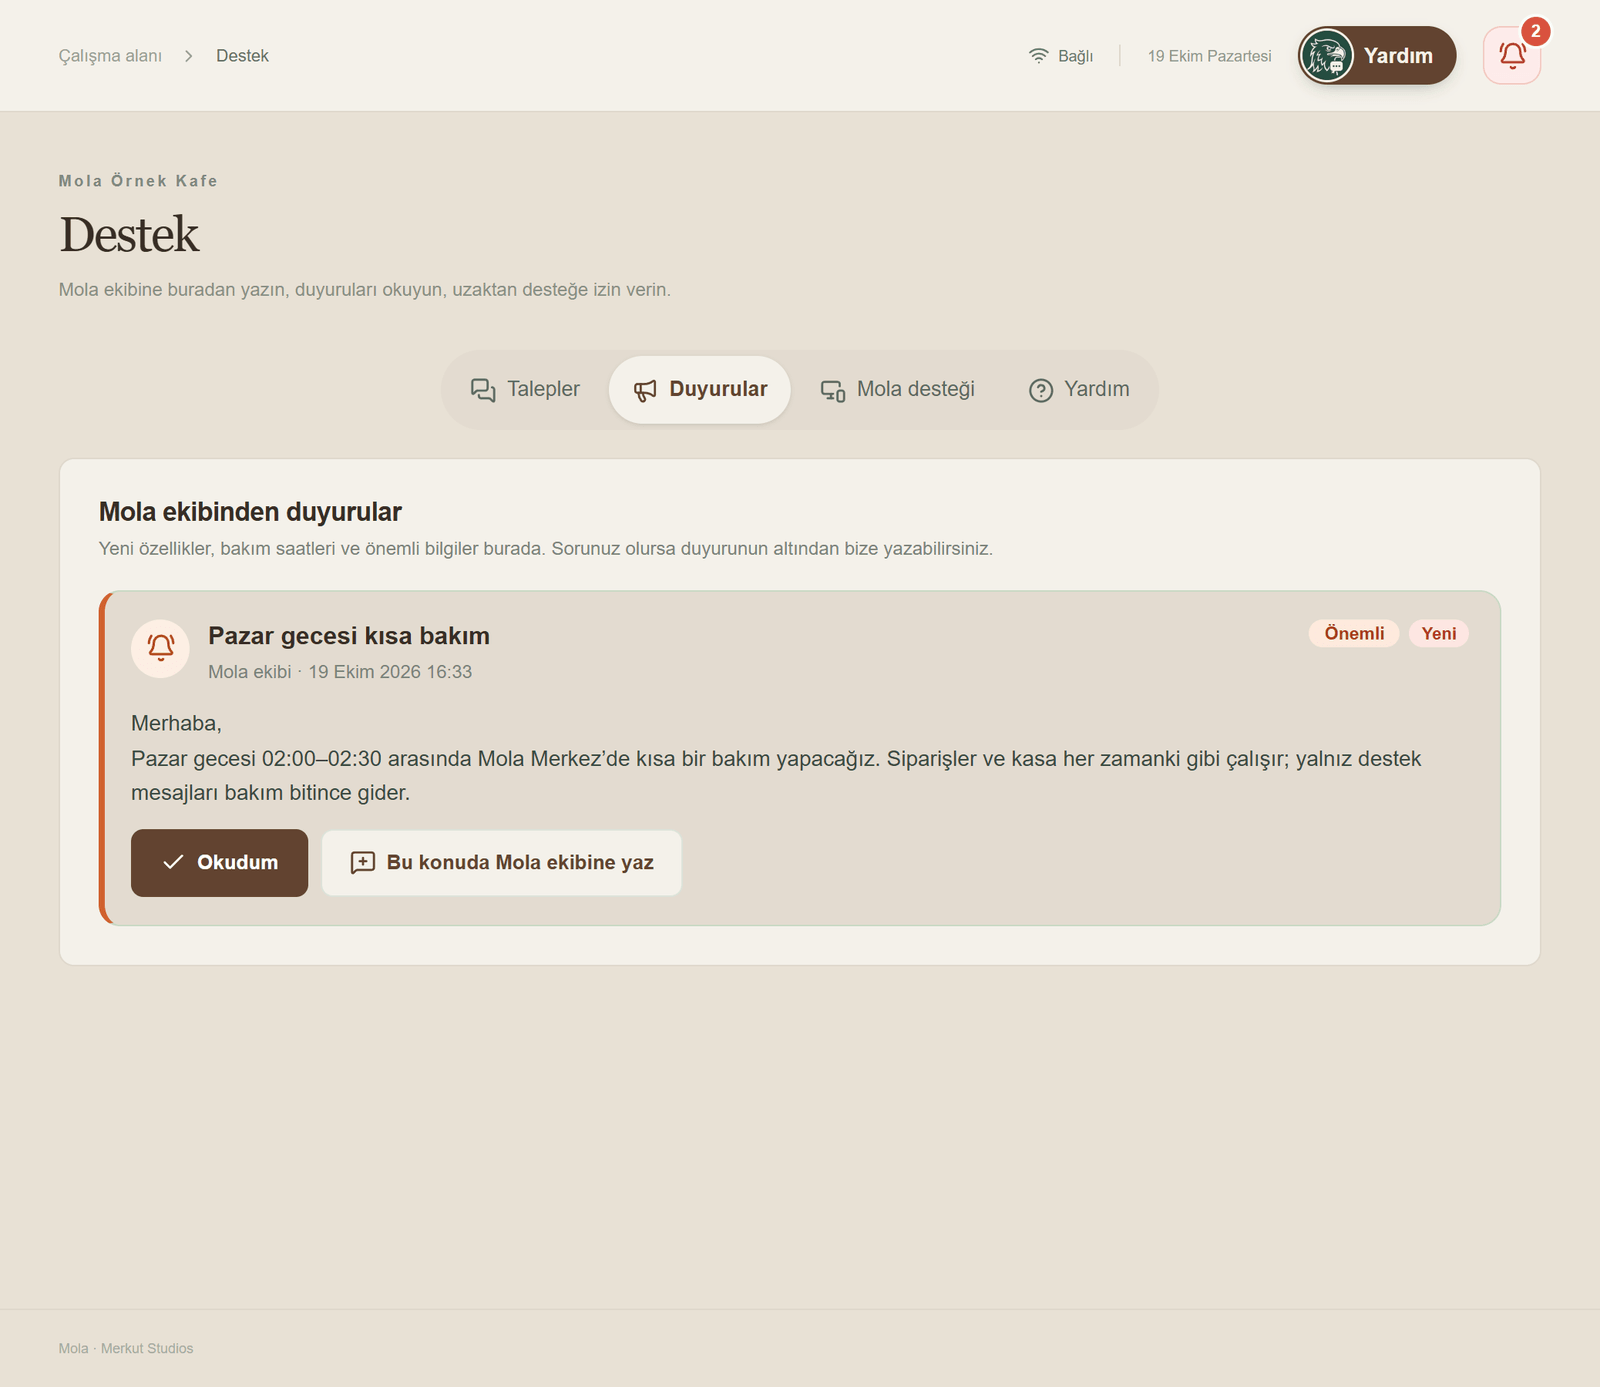 Çalışma alanı
Destek
Bağlı
19 Ekim Pazartesi
Yardım
2
Mola Örnek Kafe
Destek
Mola ekibine buradan yazın, duyuruları okuyun, uzaktan desteğe izin verin.
Talepler
Duyurular
Mola desteği
Yardım
Mola ekibinden duyurular
Yeni özellikler, bakım saatleri ve önemli bilgiler burada. Sorunuz olursa duyurunun altından bize yazabilirsiniz.
Pazar gecesi kısa bakım
Önemli
Yeni
Mola ekibi · 19 Ekim 2026 16:33
Merhaba,
Pazar gecesi 02:00–02:30 arasında Mola Merkez’de kısa bir bakım yapacağız. Siparişler ve kasa her zamanki gibi çalışır; yalnız destek
mesajları bakım bitince gider.
Okudum
Bu konuda Mola ekibine yaz
Mola · Merkut Studios